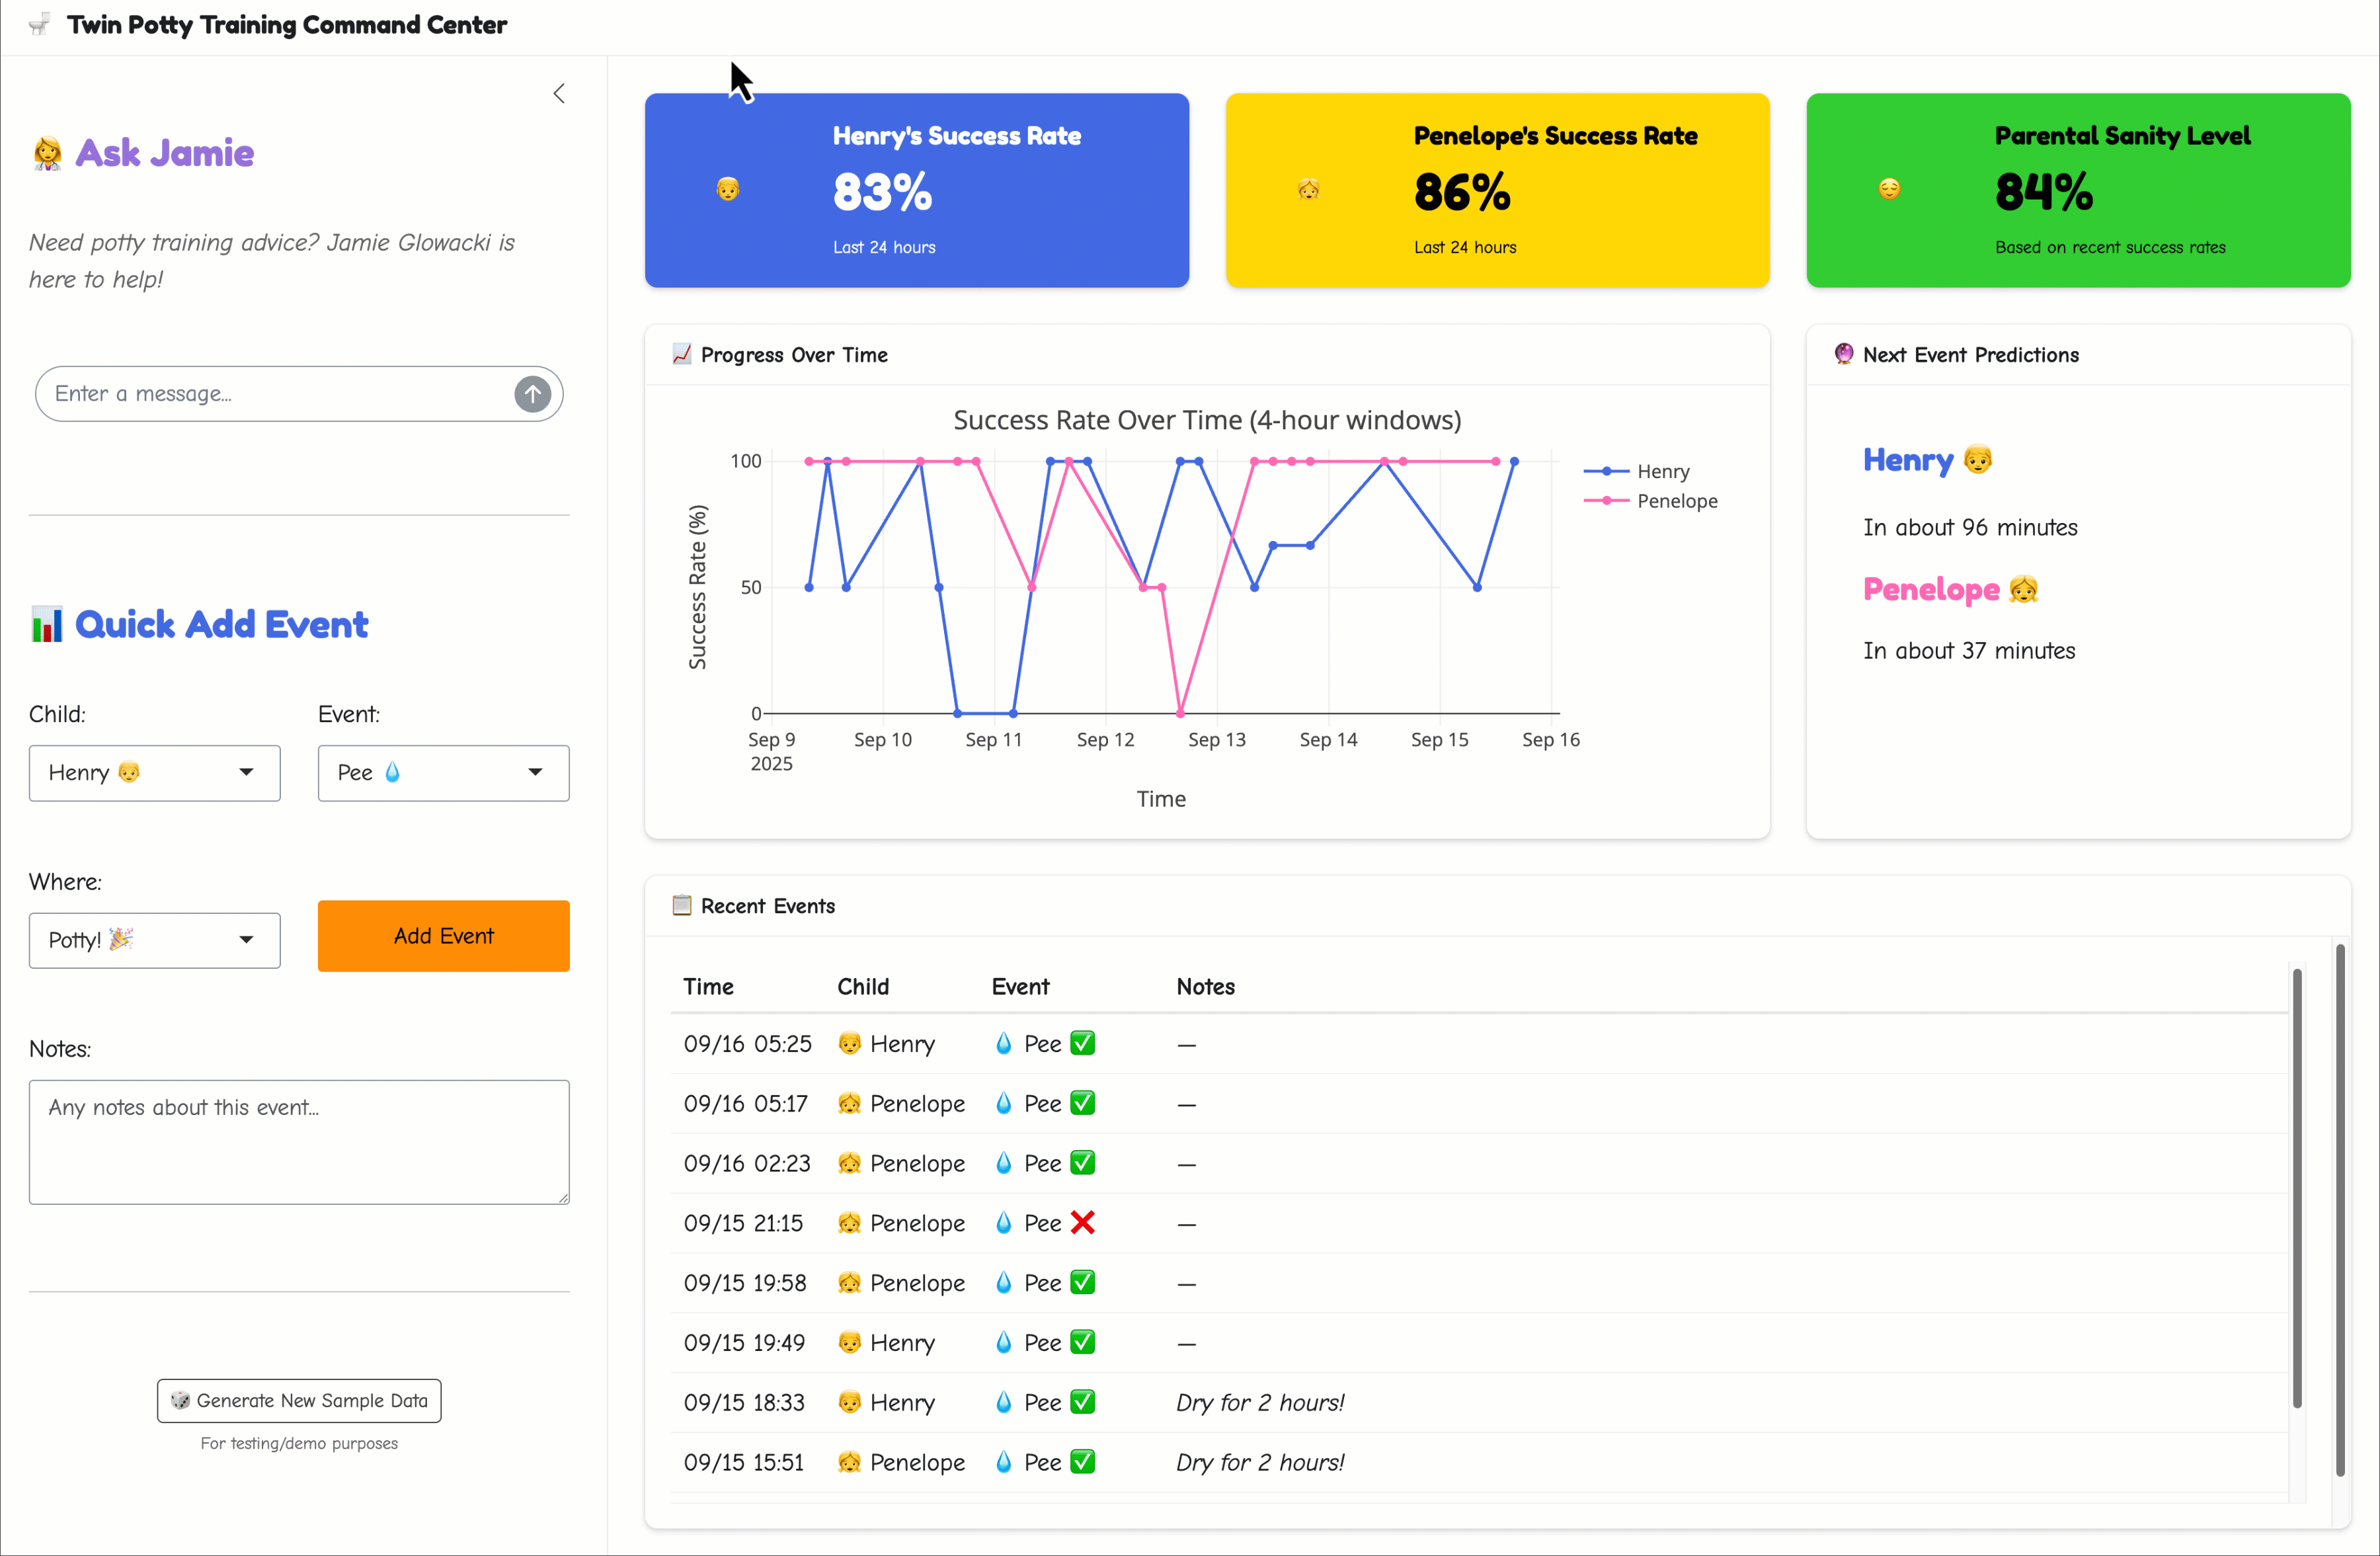 Twin Potty Training Command Center
Ask Jamie
Need potty training advice? Jamie Glowacki is
here to help!
Enter a message...
Quick Add Event
Child:
Event:
Henry
Pee
Where:
Potty!
Add Event
Notes:
Any notes about this event...
Generate New Sample Data
For testing/demo purposes
Henry's Success Rate
83%
Last 24 hours
Penelope's Success Rate
86%
Last 24 hours
Parental Sanity Level
84%
Based on recent success rates
Progress Over Time
Success Rate Over Time (4-hour windows)
100
50
0
Success Rate (%)
Sep 9
2025
Sep 10
Sep 11
Sep 12
Sep 13
Sep 14
Sep 15
Sep 16
Time
Henry
Penelope
Next Event Predictions
Henry
In about 96 minutes
Penelope
In about 37 minutes
Recent Events
Time Child Event Notes
09/16 05:25 Henry Pee —
09/16 05:17 Penelope Pee —
09/16 02:23 Penelope Pee —
09/15 21:15 Penelope Pee —
09/15 19:58 Penelope Pee —
09/15 19:49 Henry Pee —
09/15 18:33 Henry Pee Dry for 2 hours!
09/15 15:51 Penelope Pee Dry for 2 hours!